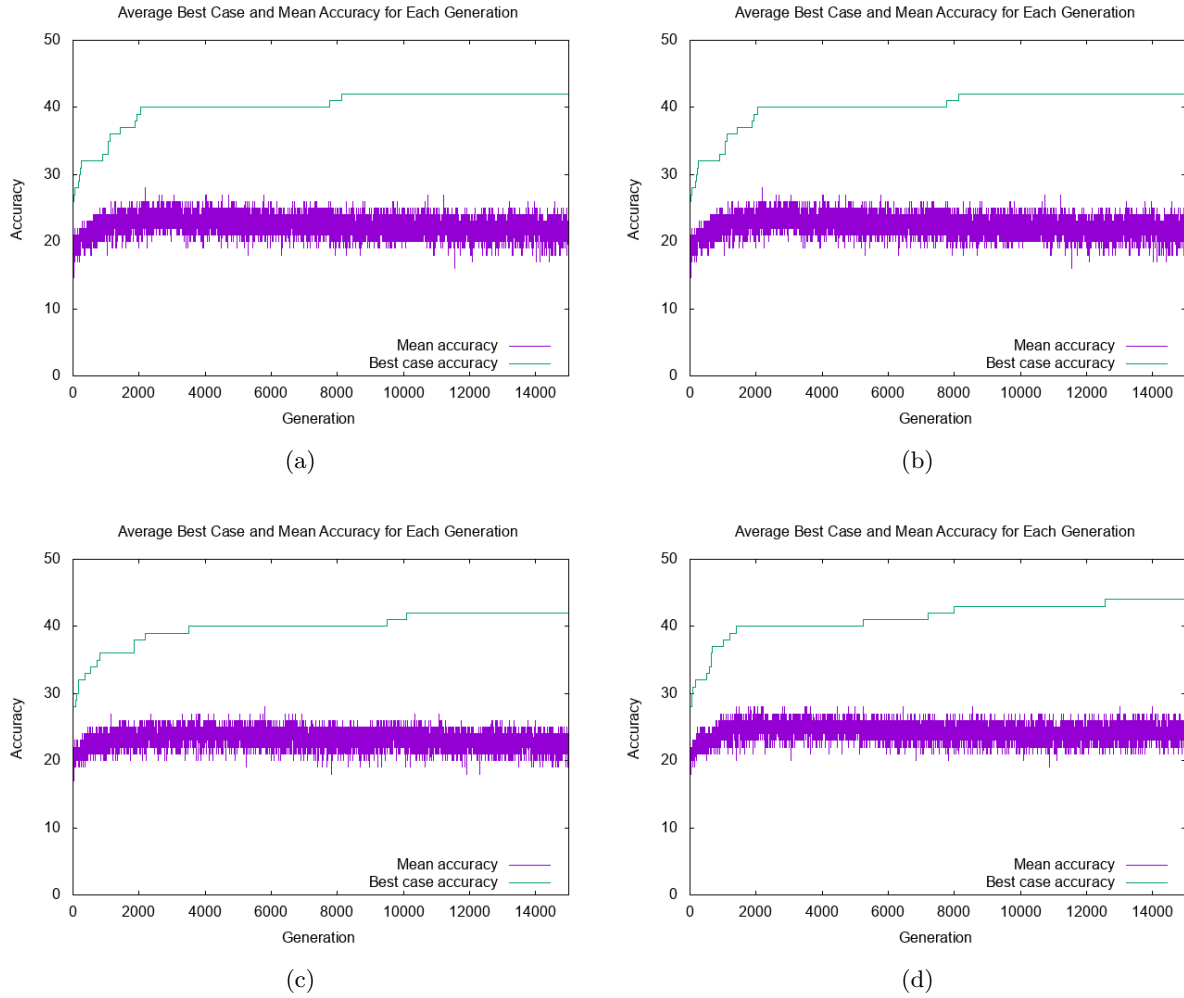 Average Best Case and Mean Accuracy for Each Generation
50
40
30
20
10
0
Accuracy
Mean accuracy
Best case accuracy
0 2000 4000 6000 8000 10000 12000 14000
Generation
(a)
Average Best Case and Mean Accuracy for Each Generation
50
40
30
20
10
0
Accuracy
Mean accuracy
Best case accuracy
0 2000 4000 6000 8000 10000 12000 14000
Generation
(b)
Average Best Case and Mean Accuracy for Each Generation
50
40
30
20
10
0
Accuracy
Mean accuracy
Best case accuracy
0 2000 4000 6000 8000 10000 12000 14000
Generation
(c)
Average Best Case and Mean Accuracy for Each Generation
50
40
30
20
10
0
Accuracy
Mean accuracy
Best case accuracy
0 2000 4000 6000 8000 10000 12000 14000
Generation
(d)